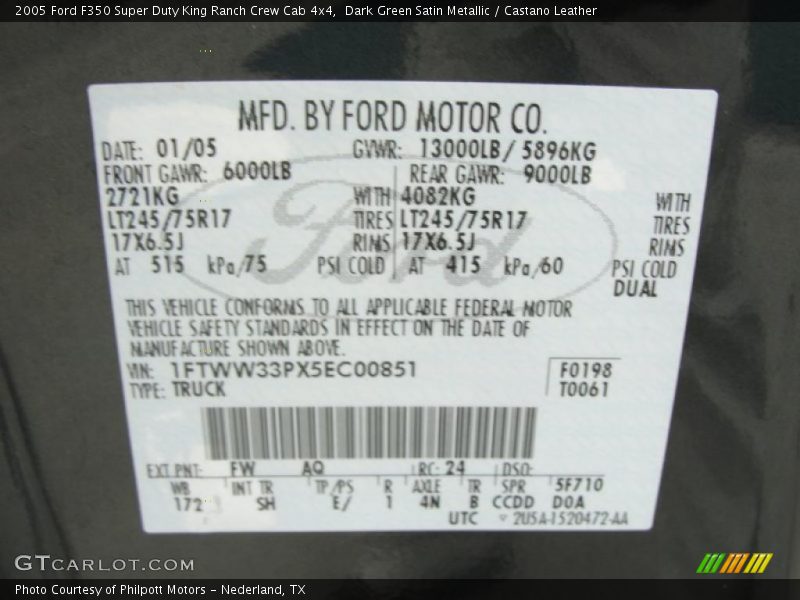 2005 Ford F350 Super Duty King Ranch Crew Cab 4x4,  Dark Green Satin Metallic / Castano Leather
MFD. BY FORD MOTOR CO.
DATE: 01/05 GVWR: 13000LB/ 5896KG
FRONT GAWR: 6000LB REAR GAWR: 9000LB
2721KG WITH 4082KG WITH
LT245/75R17 TIRES LT245/75R17 TIRES
17X6.5J RIMS 17X6.5J RIMS
AT 515 kPa/75 PSI COLD AT 415 kPa/60 PSI COLD
DUAL
Ford
THIS VEHICLE CONFORMS TO ALL APPLICABLE FEDERAL MOTOR
VEHICLE SAFETY STANDARDS IN EFFECT ON THE DATE OF
MANUFACTURE SHOWN ABOVE.
VIN: 1FTWW33PX5EC00851 F0198
TYPE: TRUCK T0061
EXT PNT: FW AQ RC: 24 DSO:
WB INT TR TP/PS R AXLE TR SPR 5F710
172 SH E/ 1 4N B CCDD DOA
UTC 2U5A-1520472-AA
GTCARLOT.COM
Photo Courtesy of Philpott Motors - Nederland, TX